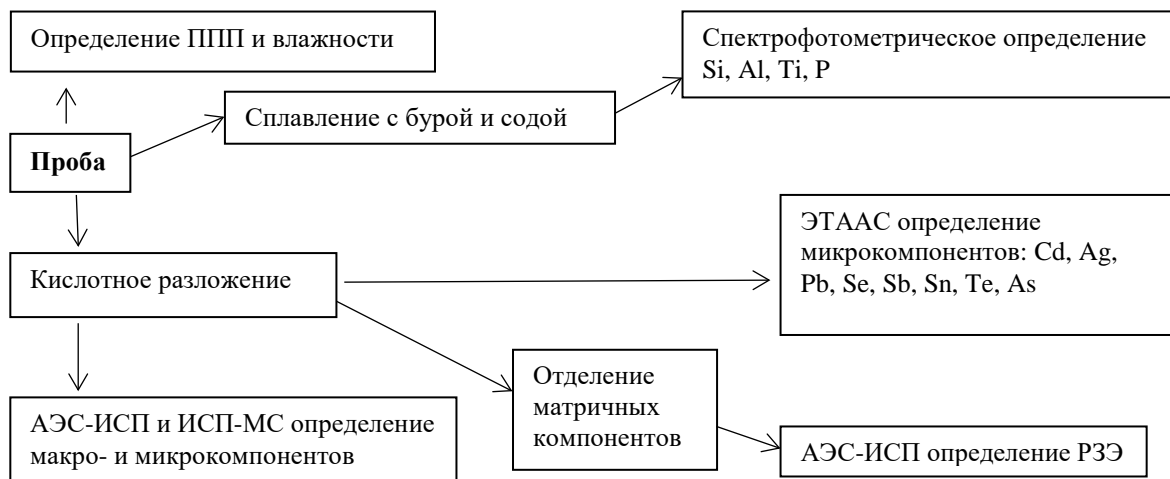 Определение ППП и влажности
Спектрофотометрическое определение
Si, Al, Ti, P
Сплавление с бурой и содой
Проба
ЭТААС определение
микрокомпонентов: Cd, Ag,
Pb, Se, Sb, Sn, Te, As
Кислотное разложение
Отделение
матричных
компонентов
АЭС-ИСП и ИСП-МС определение
макро- и микрокомпонентов
АЭС-ИСП определение РЗЭ